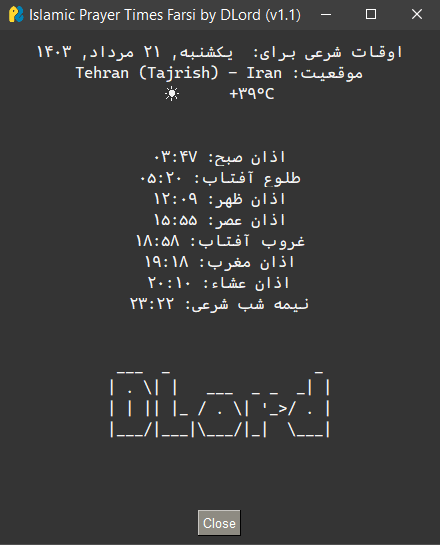 Islamic Prayer Times Farsi by DLord (v1.1)
اوقات شرعی برای: یکشنبه, ۲۱ مرداد, ۱۴۰۳
موقعیت: Tehran (Tajrish) - Iran
☀ +۳۹°C
اذان صبح: ۰۳:۴۷
طلوع آفتاب: ۰۵:۲۰
اذان ظهر: ۱۲:۰۹
اذان عصر: ۱۵:۵۵
غروب آفتاب: ۱۸:۵۸
اذان مغرب: ۱۹:۱۸
اذان عشاء: ۲۰:۱۰
نیمه شب شرعی: ۲۳:۲۲
DLord
Close